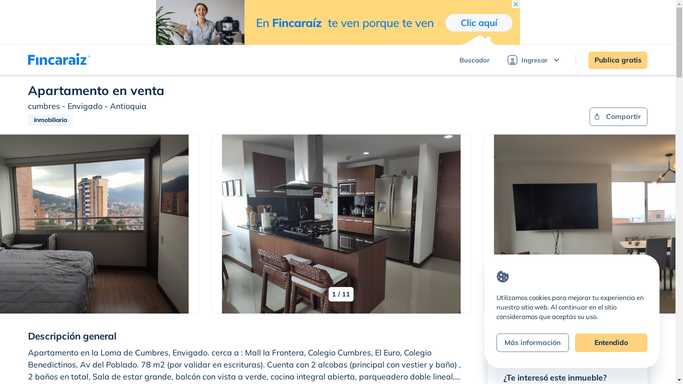 En Fincaraíz te ven porque te ven
Clic aquí
Fincaraíz
Buscador
Ingresar
Publica gratis
Apartamento en venta
cumbres - Envigado - Antioquia
Inmobiliaria
Compartir
1 / 11
Utilizamos cookies para mejorar tu experiencia en
nuestro sitio web. Al continuar en el sitio
consideramos que aceptas su uso.
Más información
Entendido
Descripción general
Apartamento en la Loma de Cumbres, Envigado. cerca a : Mall la Frontera, Colegio Cumbres, El Euro, Colegio
Benedictinos, Av del Poblado. 78 m2 (por validar en escrituras). Cuenta con 2 alcobas (principal con vestier y baño) ,
2 baños en total, Sala de estar grande, balcón con vista a verde, cocina integral abierta, parqueadero doble lineal,...
¿Te interesó este inmueble?